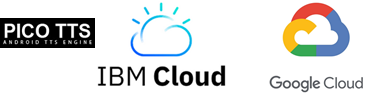 PICO TTS
ANDROID TTS ENGINE
IBM Cloud
Google Cloud